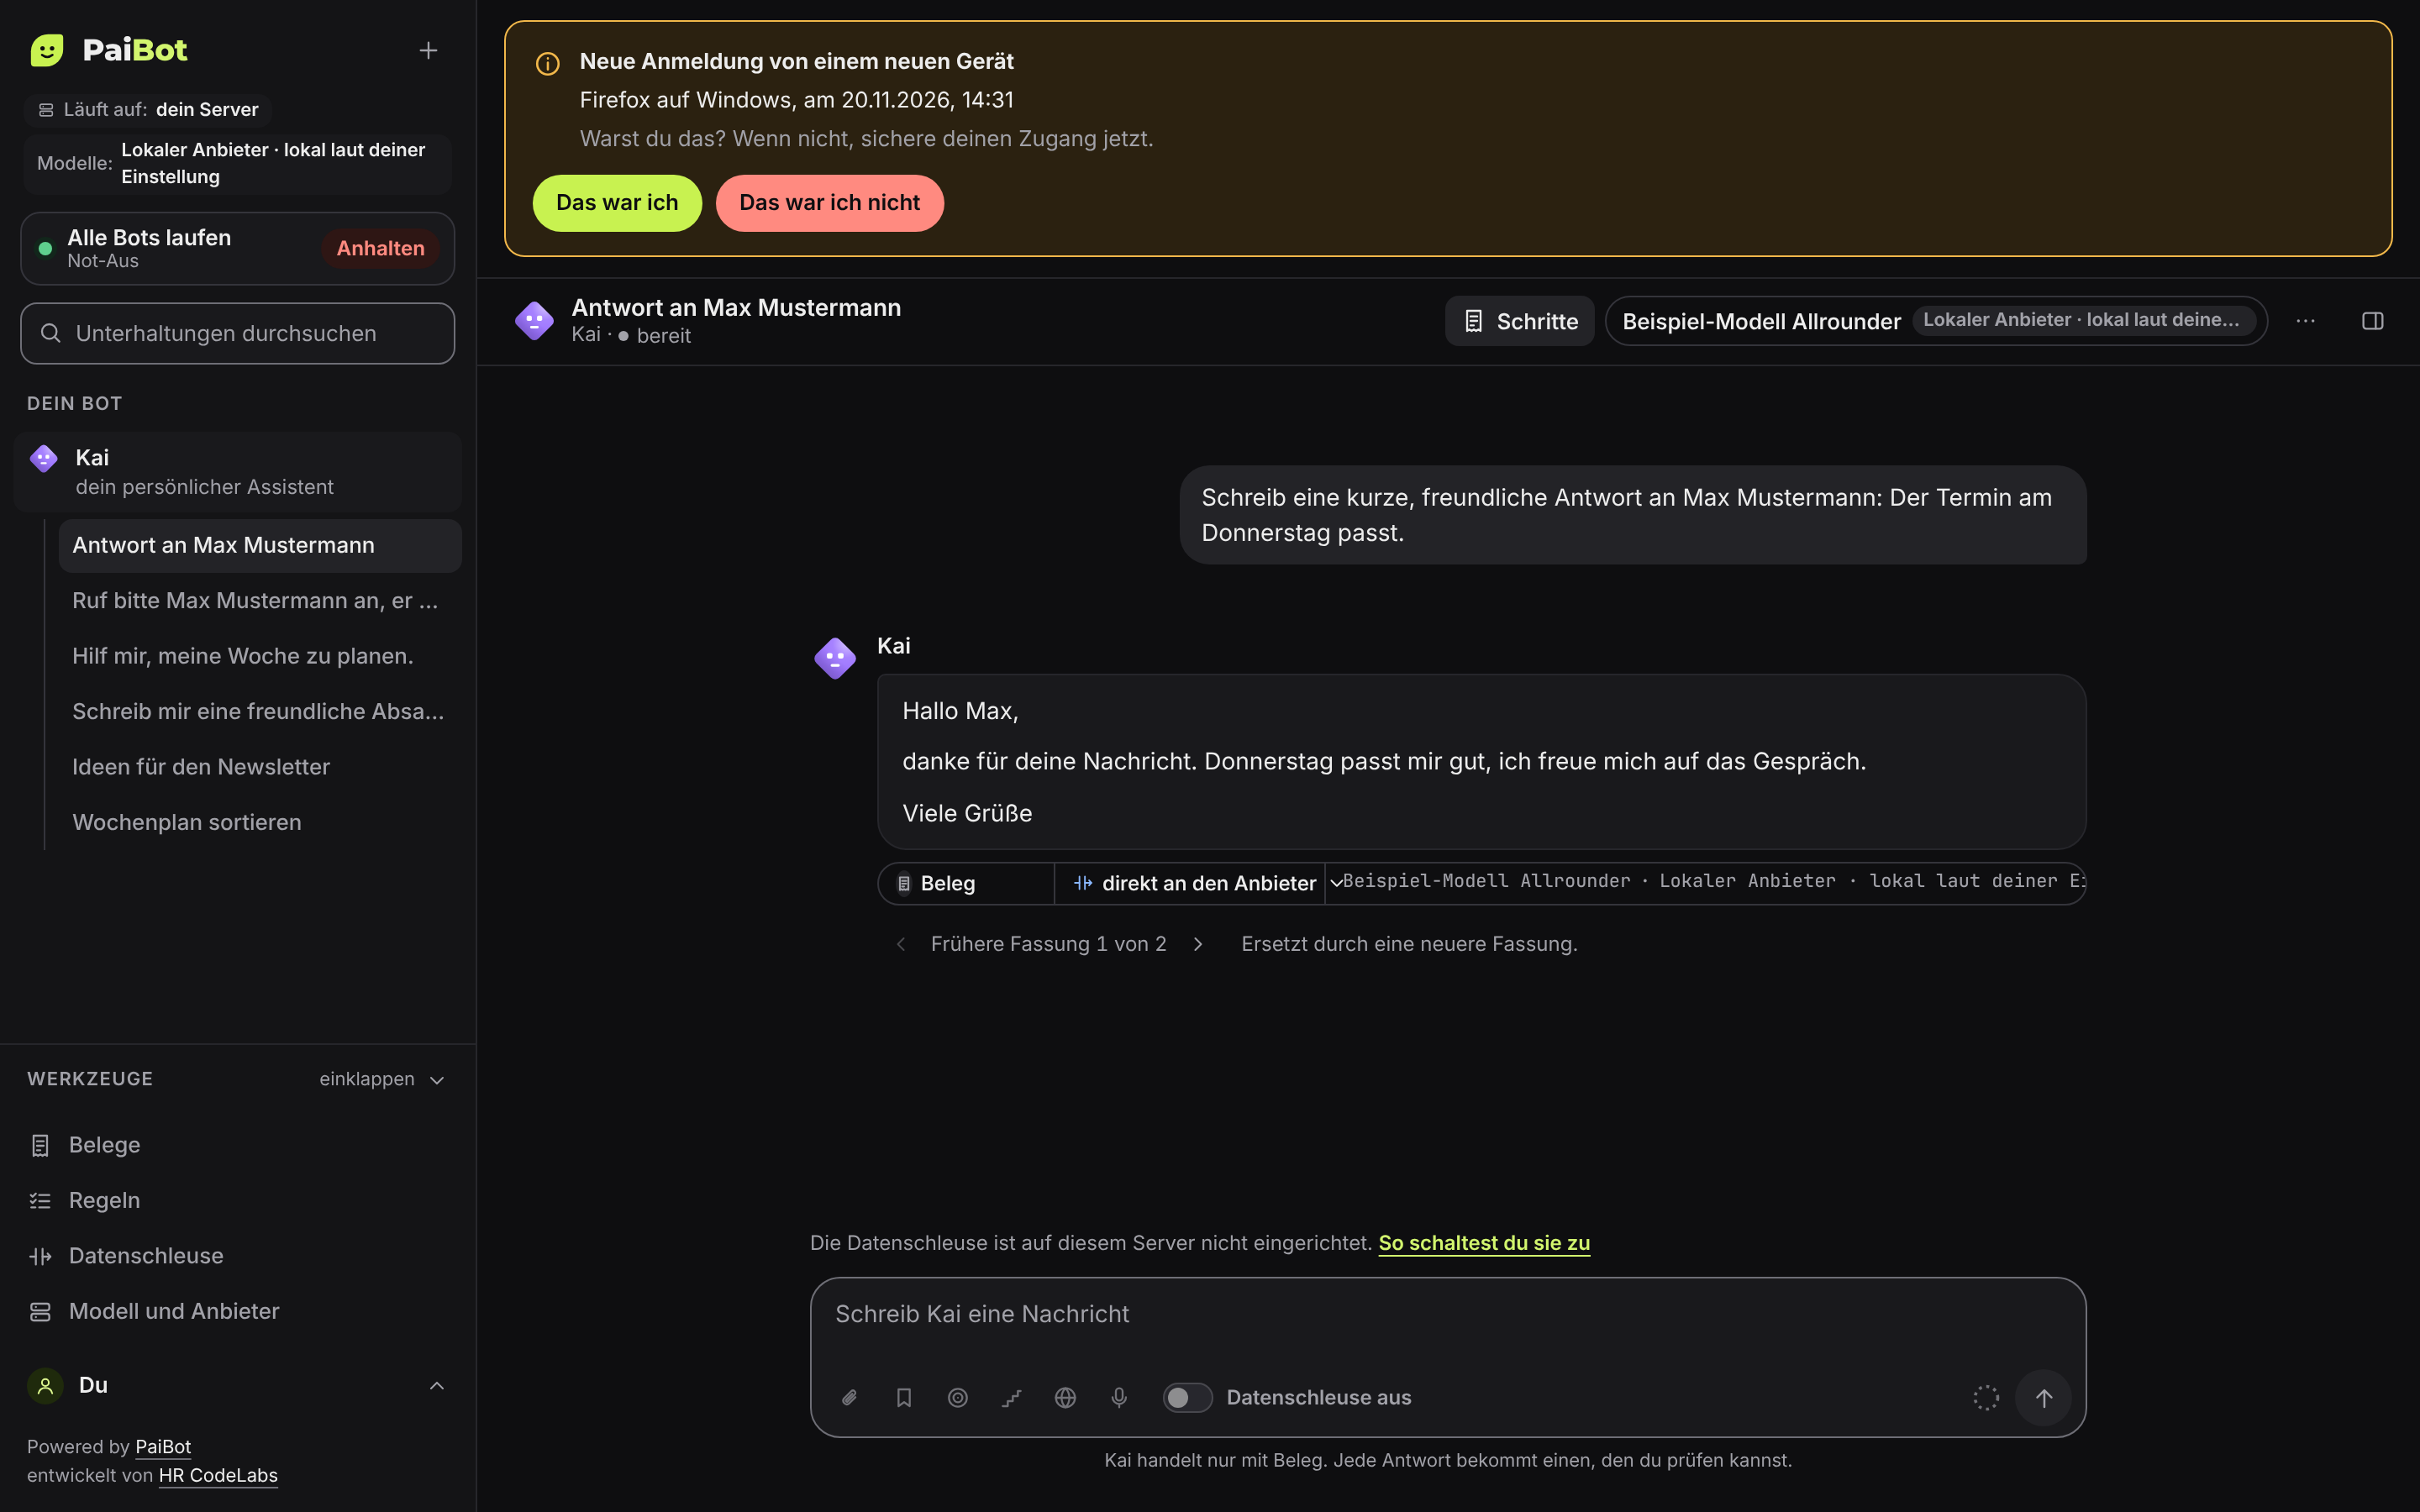 PaiBot
Läuft auf: dein Server
Modelle: Lokaler Anbieter · lokal laut deiner
Einstellung
Alle Bots laufen
Not-Aus
Anhalten
Unterhaltungen durchsuchen
DEIN BOT
Kai
dein persönlicher Assistent
Antwort an Max Mustermann
Ruf bitte Max Mustermann an, er ...
Hilf mir, meine Woche zu planen.
Schreib mir eine freundliche Absa...
Ideen für den Newsletter
Wochenplan sortieren
WERKZEUGE
einklappen
Belege
Regeln
Datenschleuse
Modell und Anbieter
Du
Powered by PaiBot
entwickelt von HR CodeLabs
Neue Anmeldung von einem neuen Gerät
Firefox auf Windows, am 20.11.2026, 14:31
Warst du das? Wenn nicht, sichere deinen Zugang jetzt.
Das war ich
Das war ich nicht
Antwort an Max Mustermann
Kai · bereit
Schritte
Beispiel-Modell Allrounder
Lokaler Anbieter · lokal laut deine...
Schreib eine kurze, freundliche Antwort an Max Mustermann: Der Termin am
Donnerstag passt.
Kai
Hallo Max,
danke für deine Nachricht. Donnerstag passt mir gut, ich freue mich auf das Gespräch.
Viele Grüße
Beleg
direkt an den Anbieter
Beispiel-Modell Allrounder · Lokaler Anbieter · lokal laut deiner
Frühere Fassung 1 von 2
Ersetzt durch eine neuere Fassung.
Die Datenschleuse ist auf diesem Server nicht eingerichtet. So schaltest du sie zu
Schreib Kai eine Nachricht
Datenschleuse aus
Kai handelt nur mit Beleg. Jede Antwort bekommt einen, den du prüfen kannst.